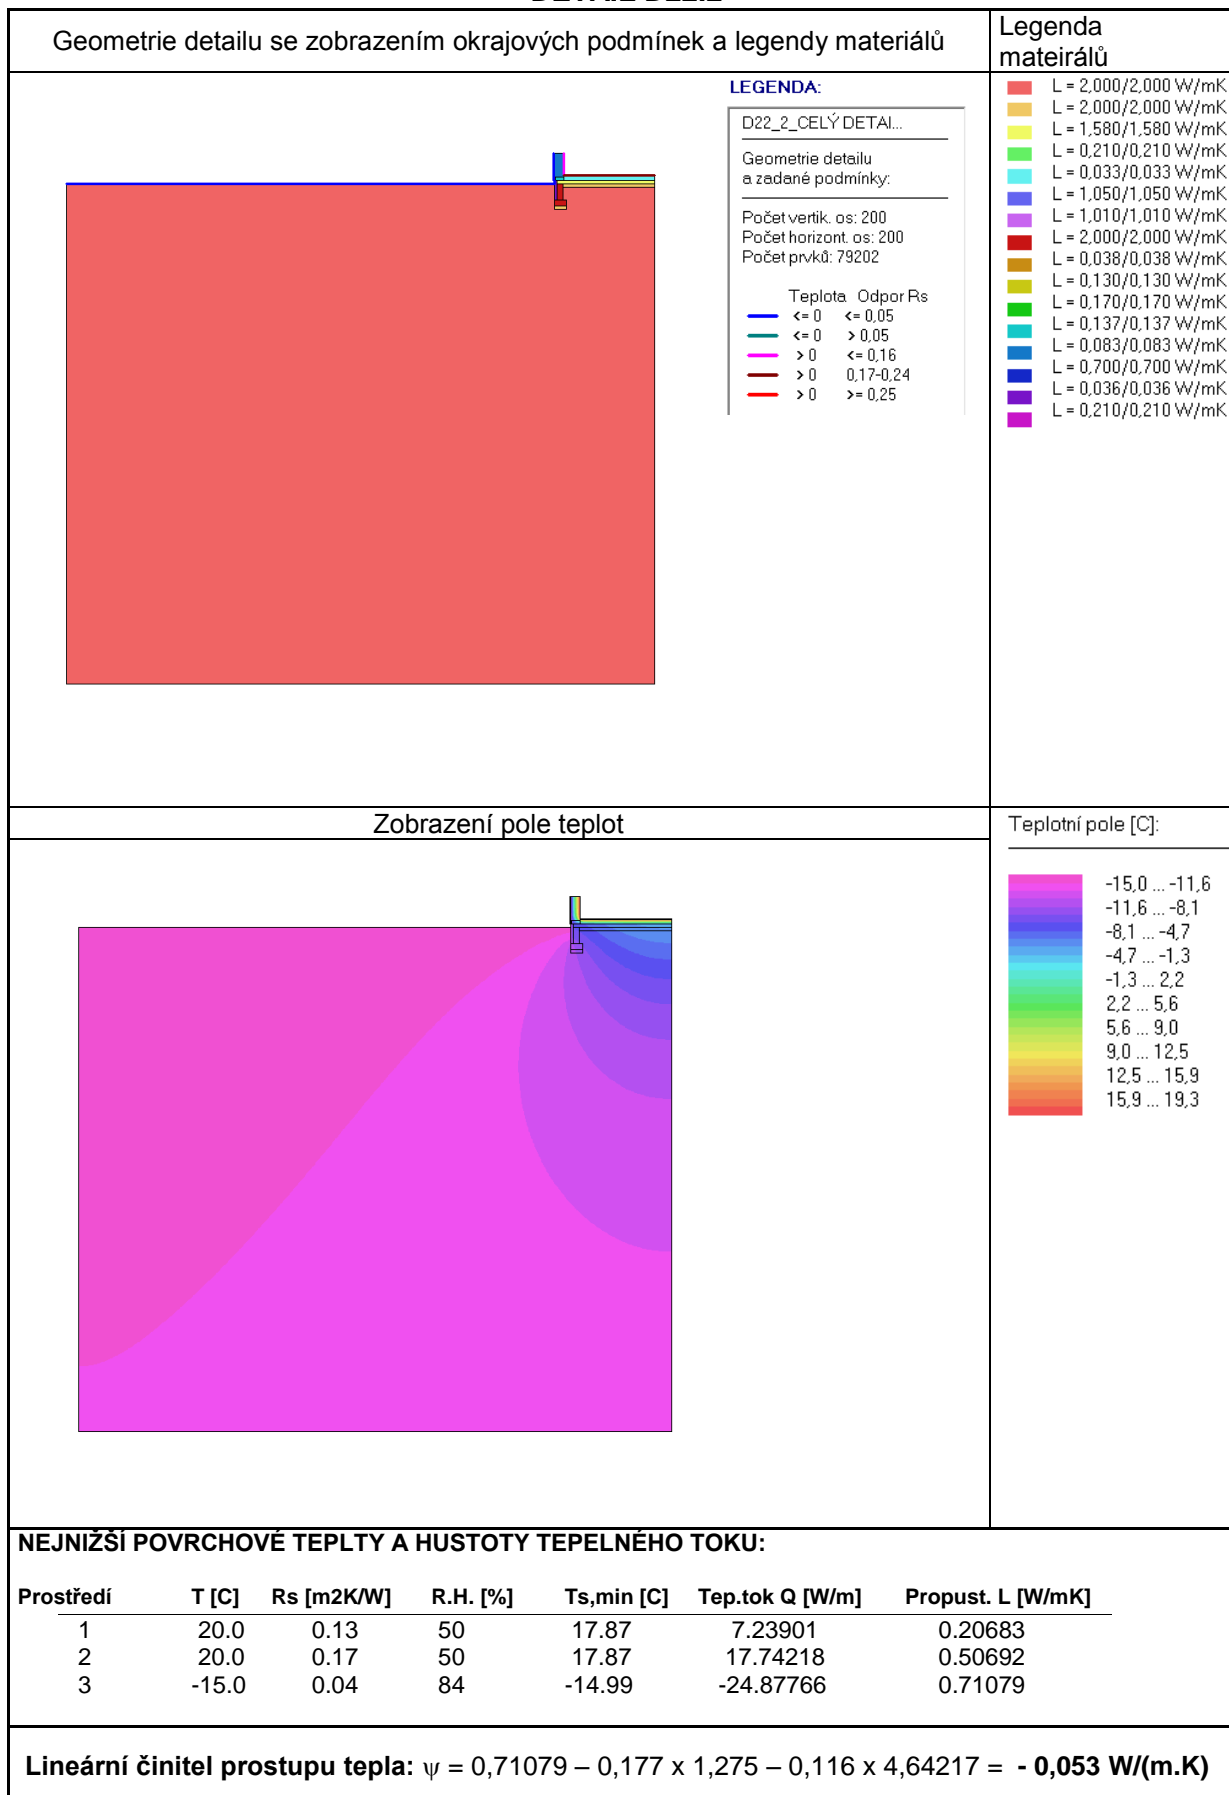 Geometrie detailu se zobrazením okrajových podmínek a legendy materiálů
Legenda
mateirálů
LEGENDA:
D22_2_CELÝ DETAI...
Geometrie detailu
a zadané podmínky:
Počet vertik. os: 200
Počet horizont. os: 200
Počet prvků: 79202
Teplota Odpor Rs
<= 0 <= 0,05
<= 0 > 0,05
> 0 <= 0,16
> 0 0,17-0,24
> 0 >= 0,25
L = 2,000/2,000 W/mK
L = 2,000/2,000 W/mK
L = 1,580/1,580 W/mK
L = 0,210/0,210 W/mK
L = 0,033/0,033 W/mK
L = 1,050/1,050 W/mK
L = 1,010/1,010 W/mK
L = 2,000/2,000 W/mK
L = 0,038/0,038 W/mK
L = 0,130/0,130 W/mK
L = 0,170/0,170 W/mK
L = 0,137/0,137 W/mK
L = 0,083/0,083 W/mK
L = 0,700/0,700 W/mK
L = 0,036/0,036 W/mK
L = 0,210/0,210 W/mK
Zobrazení pole teplot
Teplotní pole [C]:
-15,0 ... -11,6
-11,6 ... -8,1
-8,1 ... -4,7
-4,7 ... -1,3
-1,3 ... 2,2
2,2 ... 5,6
5,6 ... 9,0
9,0 ... 12,5
12,5 ... 15,9
15,9 ... 19,3
NEJNIŽŠÍ POVRCHOVÉ TEPLTY A HUSTOTY TEPELNÉHO TOKU:
Prostředí T [C] Rs [m2K/W] R.H. [%] Ts,min [C] Tep.tok Q [W/m] Propust. L [W/mK]
1 20.0 0.13 50 17.87 7.23901 0.20683
2 20.0 0.17 50 17.87 17.74218 0.50692
3 -15.0 0.04 84 -14.99 -24.87766 0.71079
Lineární činitel prostupu tepla: ψ = 0,71079 – 0,177 x 1,275 – 0,116 x 4,64217 = - 0,053 W/(m.K)